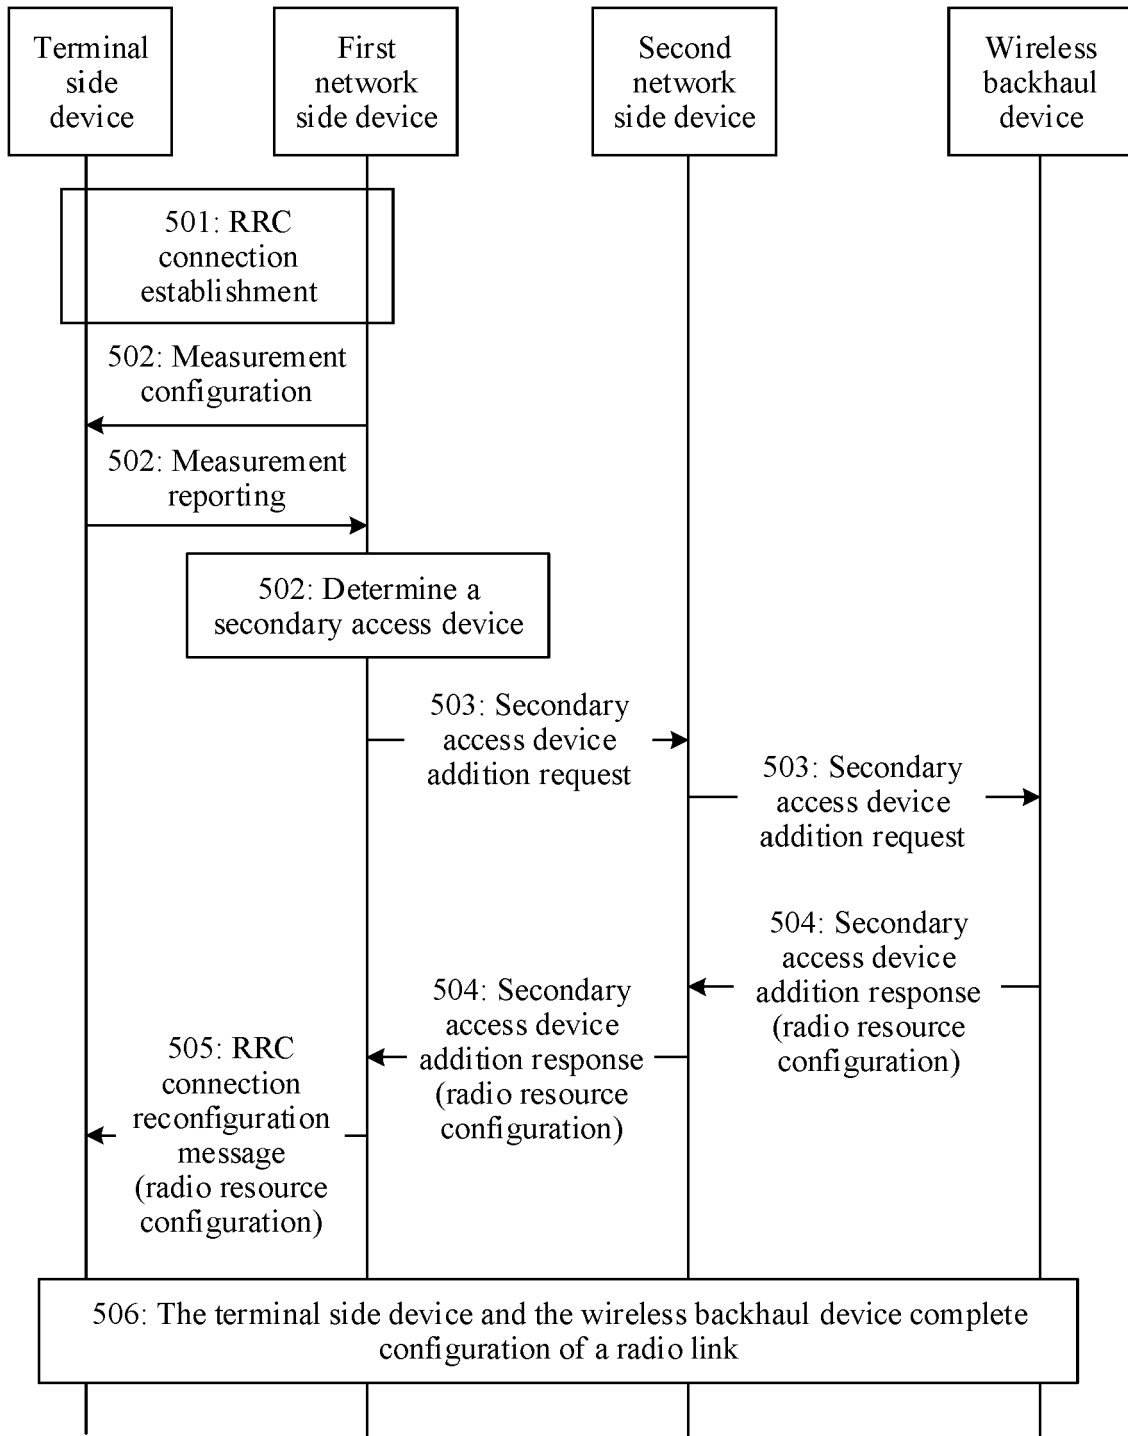 Terminal
side
device
First
network
side device
Second
network
side device
Wireless
backhaul
device
501: RRC
connection
establishment
502: Measurement
configuration
502: Measurement
reporting
502: Determine a
secondary access device
503: Secondary
access device
addition request
503: Secondary
access device
addition request
504: Secondary
access device
addition response
(radio resource
configuration)
504: Secondary
access device
addition response
(radio resource
configuration)
505: RRC
connection
reconfiguration
message
(radio resource
configuration)
506: The terminal side device and the wireless backhaul device complete
configuration of a radio link